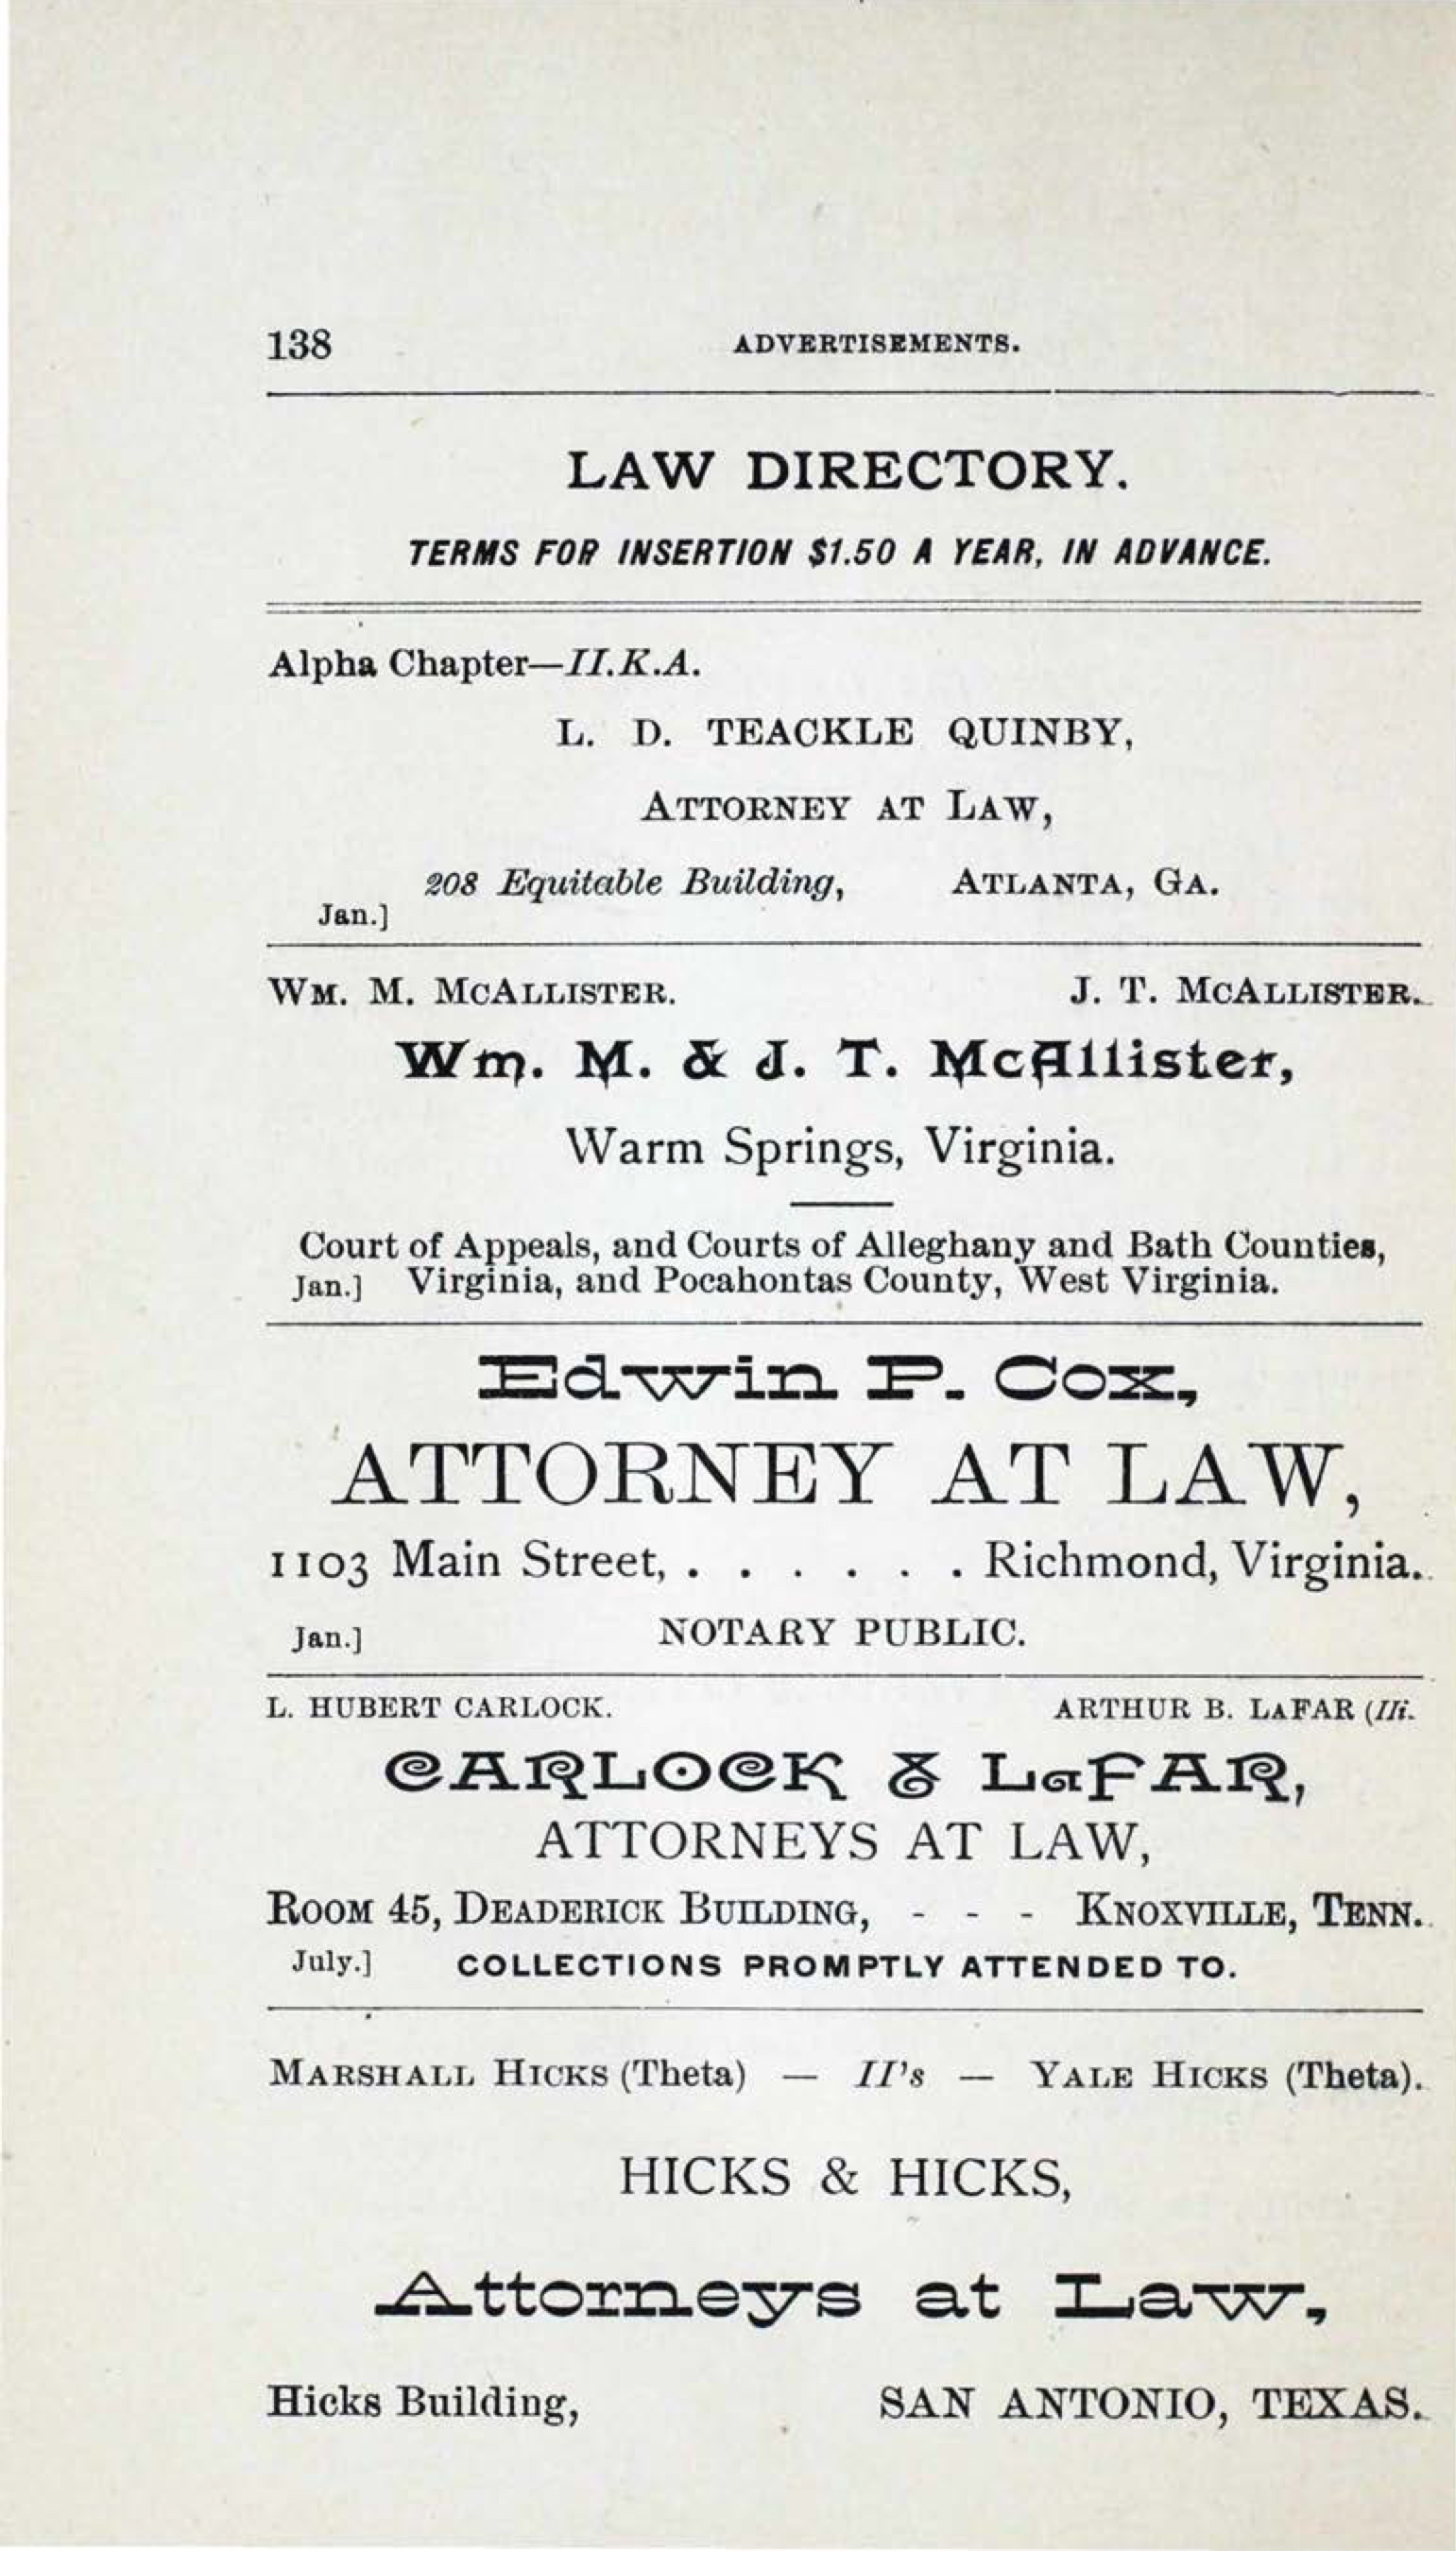 138 ADVERTISEMENTS.
LAW DIRECTORY.
TERMS FOR INSERTION $1.50 A YEAR, IN ADVANCE.
Alpha Chapter—II.K.A.
L. D. TEACKLE QUINBY,
ATTORNEY AT LAW,
208 Equitable Building, ATLANTA, GA.
Jan.]
WM. M. MCALLISTER. J. T. MCALLISTER.
Wm. M. & J. T. McAllister,
Warm Springs, Virginia.
Court of Appeals, and Courts of Alleghany and Bath Counties,
Jan.] Virginia, and Pocahontas County, West Virginia.
Edwin P. Cox,
ATTORNEY AT LAW,
1103 Main Street, . . . . . . Richmond, Virginia.
Jan.] NOTARY PUBLIC.
L. HUBERT CARLOCK. ARTHUR B. LAFAR (IIi.
CARLOCK & LaFAR,
ATTORNEYS AT LAW,
ROOM 45, DEADERICK BUILDING, - - - KNOXVILLE, TENN.
July.] COLLECTIONS PROMPTLY ATTENDED TO.
MARSHALL HICKS (Theta) — II's — YALE HICKS (Theta).
HICKS & HICKS,
Attorneys at Law,
Hicks Building, SAN ANTONIO, TEXAS.